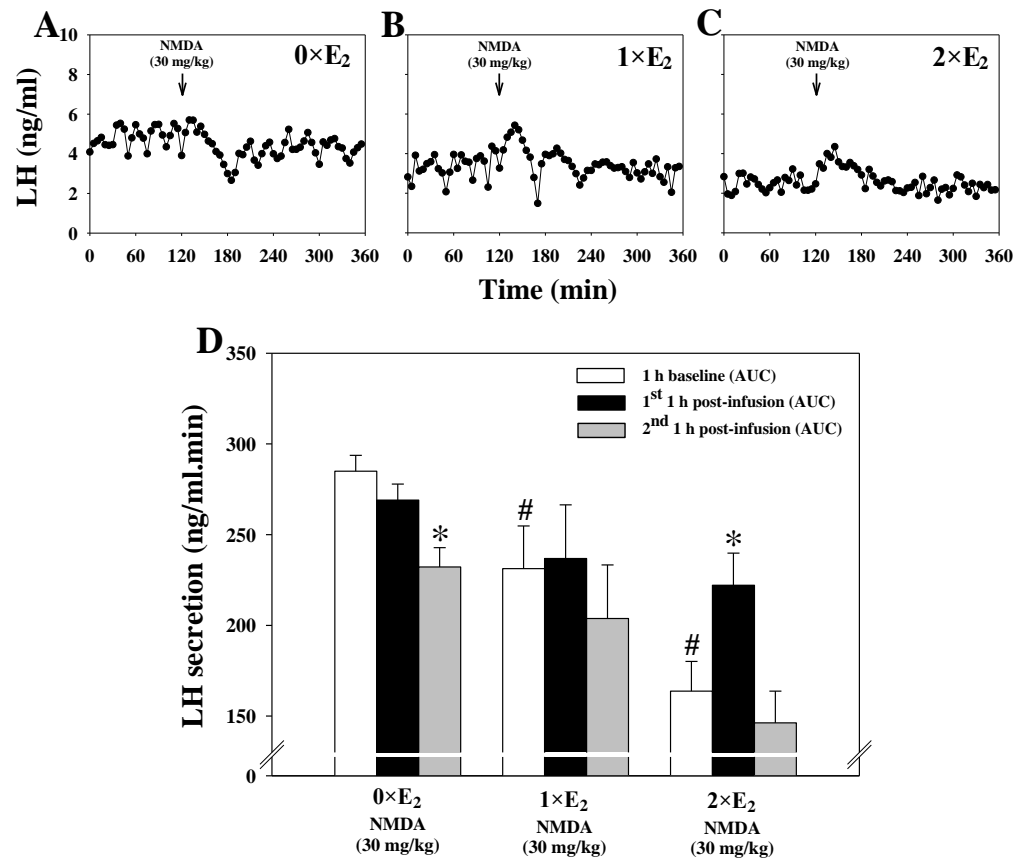 A
B
C
10
8
6
4
2
0
LH (ng/ml)
NMDA
(30 mg/kg)
0×E₂
NMDA
(30 mg/kg)
1×E₂
NMDA
(30 mg/kg)
2×E₂
0 60 120 180 240 300 360
0 60 120 180 240 300 360
0 60 120 180 240 300 360
Time (min)
D
350
300
250
200
150
0
LH secretion (ng/ml.min)
1 h baseline (AUC)
1st 1 h post-infusion (AUC)
2nd 1 h post-infusion (AUC)
*
#
#
*
0×E₂
NMDA
(30 mg/kg)
1×E₂
NMDA
(30 mg/kg)
2×E₂
NMDA
(30 mg/kg)